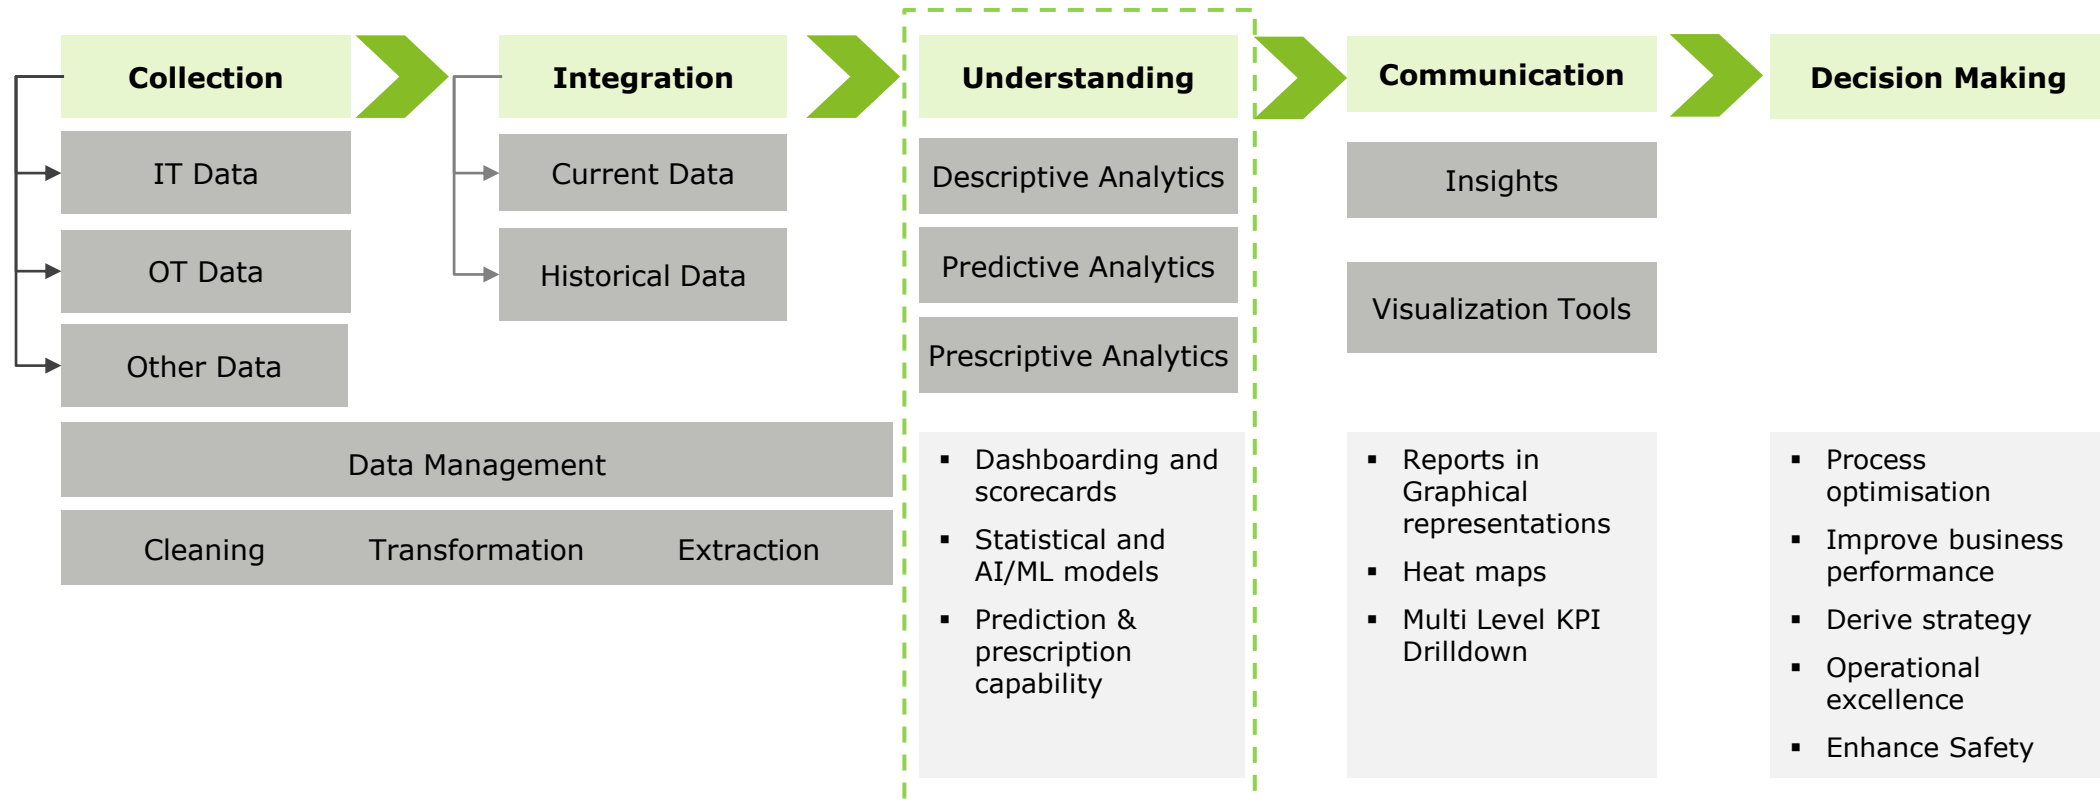 Collection
Integration
Understanding
Communication
Decision Making
IT Data
OT Data
Other Data
Current Data
Historical Data
Data Management
Cleaning Transformation Extraction
Descriptive Analytics
Predictive Analytics
Prescriptive Analytics
▪ Dashboarding and
scorecards
▪ Statistical and
AI/ML models
▪ Prediction &
prescription
capability
Insights
Visualization Tools
▪ Reports in
Graphical
representations
▪ Heat maps
▪ Multi Level KPI
Drilldown
▪ Process
optimisation
▪ Improve business
performance
▪ Derive strategy
▪ Operational
excellence
▪ Enhance Safety